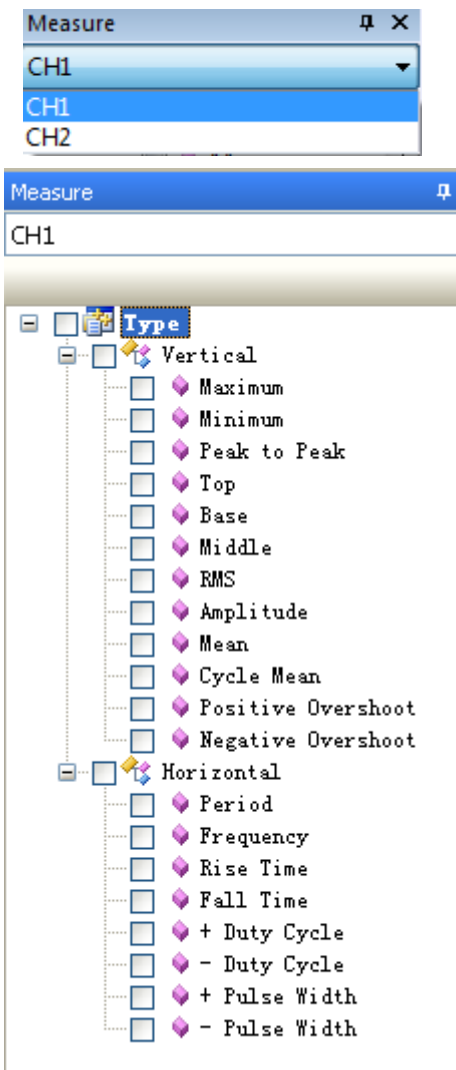 Measure
CH1
CH1
CH2
Measure
CH1
Type
Vertical
Maximum
Minimum
Peak to Peak
Top
Base
Middle
RMS
Amplitude
Mean
Cycle Mean
Positive Overshoot
Negative Overshoot
Horizontal
Period
Frequency
Rise Time
Fall Time
+ Duty Cycle
- Duty Cycle
+ Pulse Width
- Pulse Width